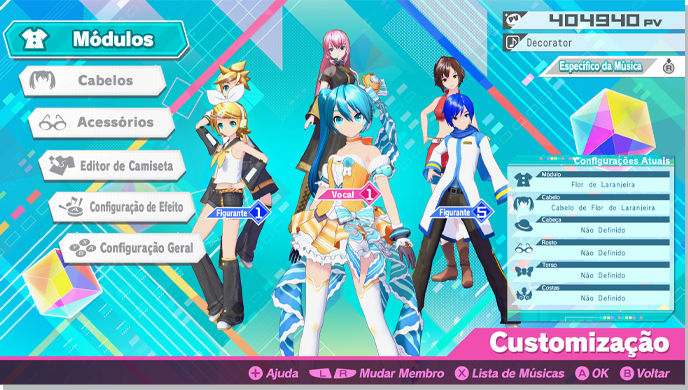 Módulos
404940 PV
Decorator
Específico da Música
R
Cabelos
Acessórios
Editor de Camiseta
Configuração de Efeito
Configuração Geral
Figurante 1
Vocal 1
Figurante 5
Configurações Atuais
Módulo
Flor de Laranjeira
Cabelo
Cabelo de Flor de Laranjeira
Cabeça
Não Definido
Rosto
Não Definido
Torso
Não Definido
Costas
Não Definido
Customização
+ Ajuda
L R Mudar Membro
X Lista de Músicas
A OK
B Voltar